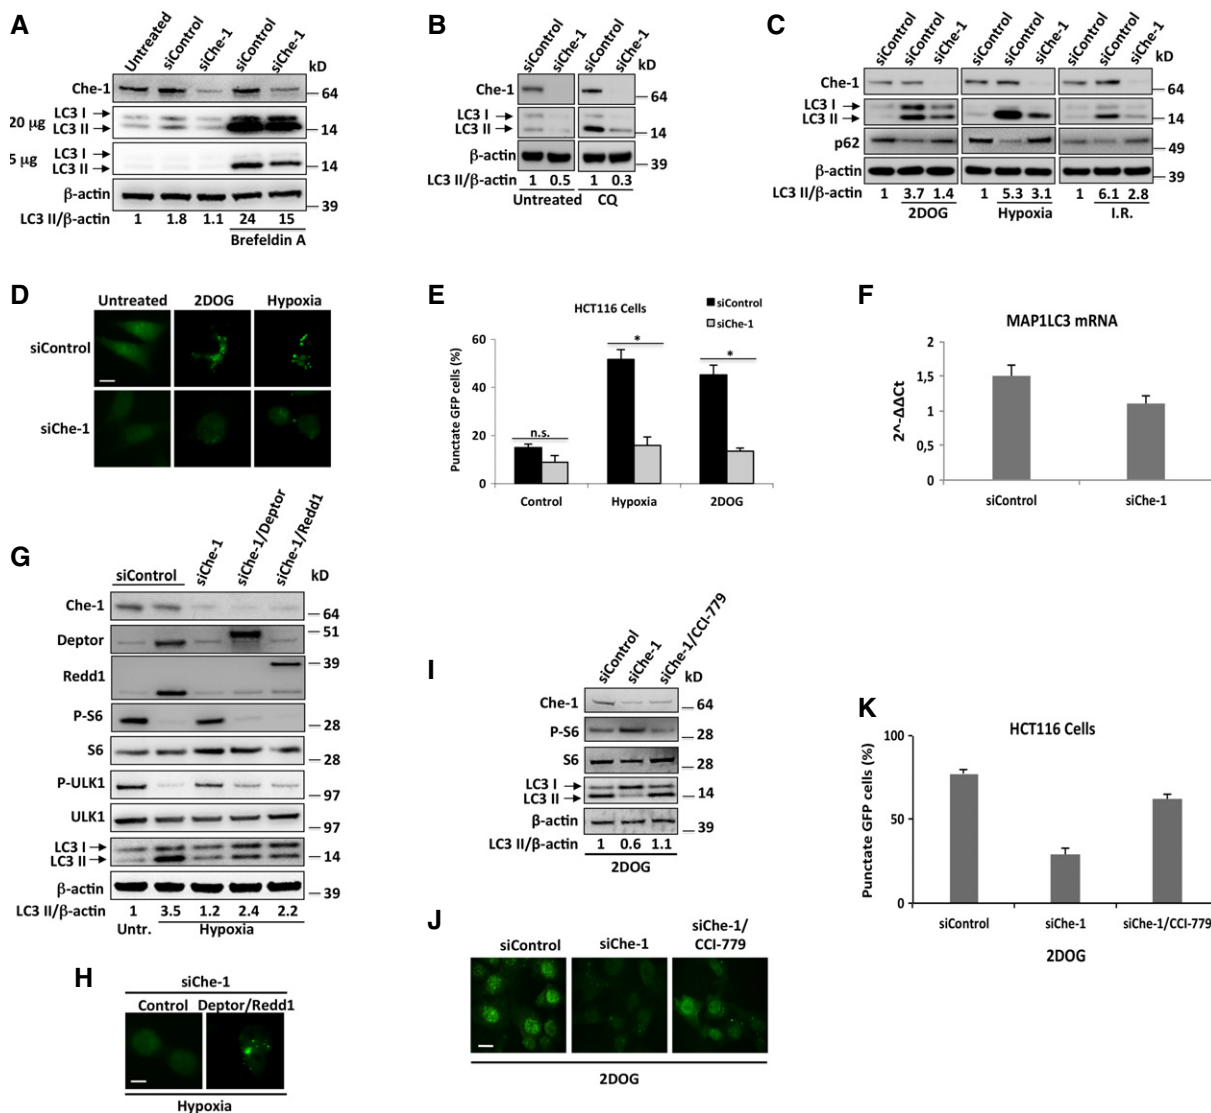 A
Untreated
siControl
siChe-1
siControl
siChe-1
kD
Che-1
64
20 µg
LC3 I
LC3 II
14
5 µg
LC3 I
LC3 II
14
β-actin
39
LC3 II/β-actin 1 1.8 1.1 24 15
Brefeldin A
B
siControl
siChe-1
siControl
siChe-1
kD
Che-1
64
LC3 I
LC3 II
14
β-actin
39
LC3 II/β-actin 1 0.5 1 0.3
Untreated CQ
C
siControl
siControl
siChe-1
siControl
siControl
siChe-1
siControl
siControl
siChe-1
kD
Che-1
64
LC3 I
LC3 II
14
p62
49
β-actin
39
LC3 II/β-actin 1 3.7 1.4 1 5.3 3.1 1 6.1 2.8
2DOG Hypoxia I.R.
D
Untreated 2DOG Hypoxia
siControl
siChe-1
E
HCT116 Cells
siControl
siChe-1
Punctate GFP cells (%)
60
40
20
0
n.s.
*
*
Control Hypoxia 2DOG
F
MAP1LC3 mRNA
2^-ΔΔCt
2
1,5
1
0,5
0
siControl siChe-1
G
siControl
siChe-1
siChe-1/Deptor
siChe-1/Redd1
kD
Che-1
64
51
Deptor
39
Redd1
P-S6
28
S6
28
P-ULK1
97
ULK1
97
LC3 I
LC3 II
14
β-actin
39
LC3 II/β-actin 1 3.5 1.2 2.4 2.2
Untr. Hypoxia
H
siChe-1
Control Deptor/Redd1
Hypoxia
I
siControl
siChe-1
siChe-1/CCI-779
kD
Che-1
64
P-S6
28
S6
28
LC3 I
LC3 II
14
β-actin
39
LC3 II/β-actin 1 0.6 1.1
2DOG
J
siControl siChe-1 siChe-1/
CCI-779
2DOG
K
HCT116 Cells
Punctate GFP cells (%)
100
50
0
siControl siChe-1 siChe-1/CCI-779
2DOG